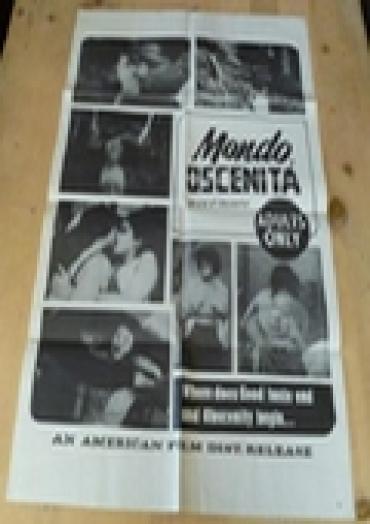 Mondo
OSCENITA
ADULTS
ONLY
Where does Good Taste end
and Obscenity begin...
AN AMERICAN FILM DIST. RELEASE